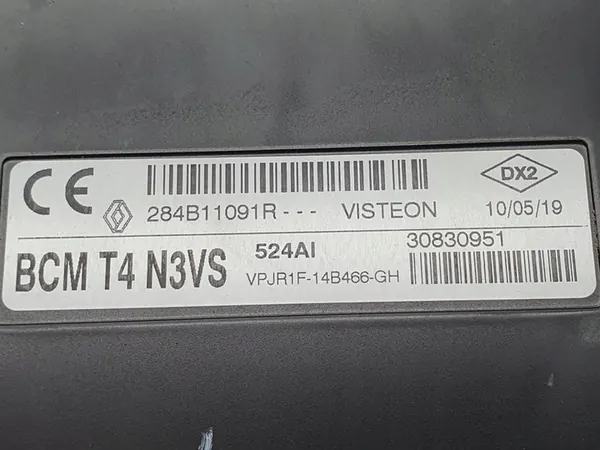 CE DX2
284B11091R--- VISTEON 10/05/19
524AI 30830951
BCM T4 N3VS VPJR1F-14B466-GH